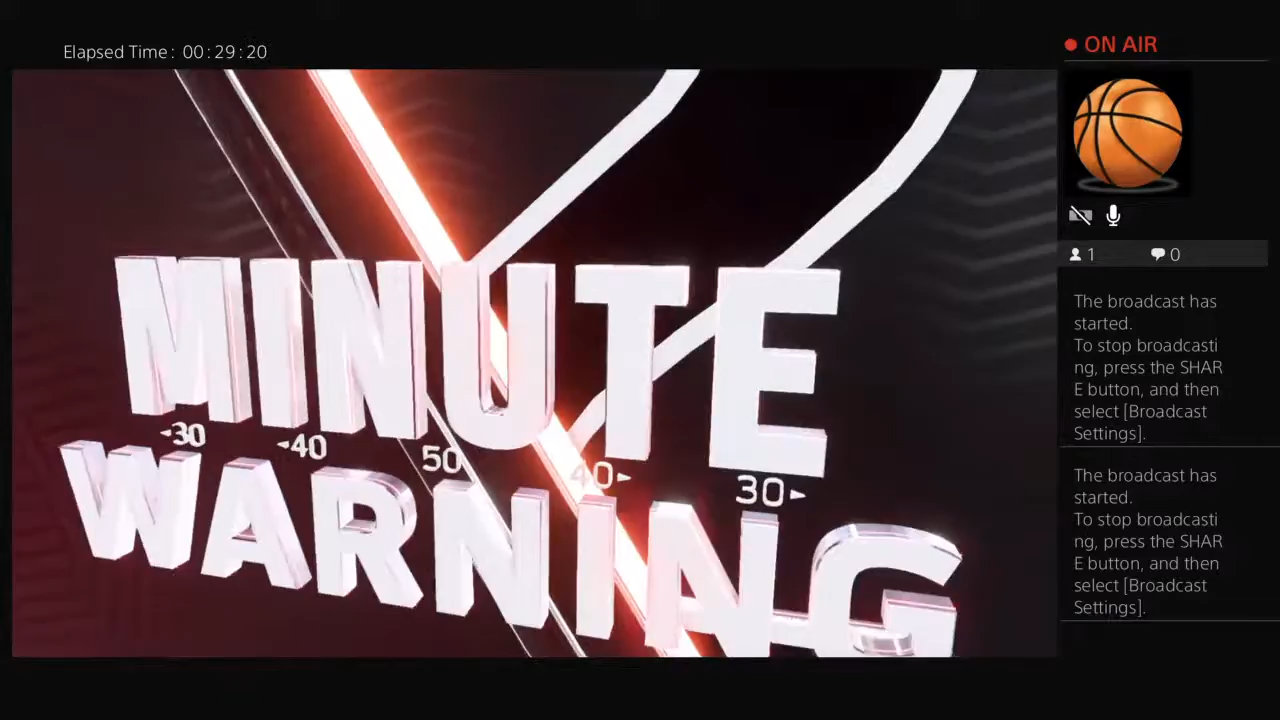 Elapsed Time: 00:29:20
ON AIR
MINUTE
◄30 ◄40 50 40► 30►
WARNING
1 0
The broadcast has
started.
To stop broadcasti
ng, press the SHAR
E button, and then
select [Broadcast
Settings].
The broadcast has
started.
To stop broadcasti
ng, press the SHAR
E button, and then
select [Broadcast
Settings].